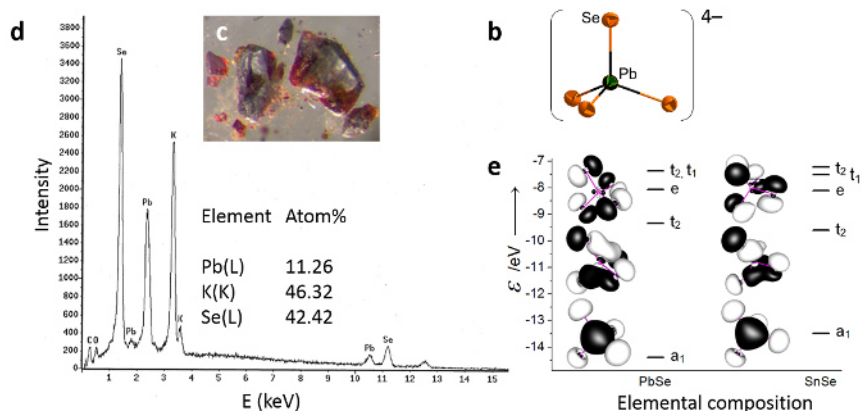 d
Intensity
3800
3600
3400
3200
3000
2800
2600
2400
2200
2000
1800
1600
1400
1200
1000
800
600
400
200
Se
K
Pb
Pb
K
C O
Pb
Se
c
Element Atom%
Pb(L) 11.26
K(K) 46.32
Se(L) 42.42
1 2 3 4 5 6 7 8 9 10 11 12 13 14 15
E (keV)
b
Se
Pb
4−
e
ε /eV
-7
-8
-9
-10
-11
-12
-13
-14
t₂, t₁
e
t₂
a₁
t₂
t₁
e
t₂
a₁
PbSe SnSe
Elemental composition